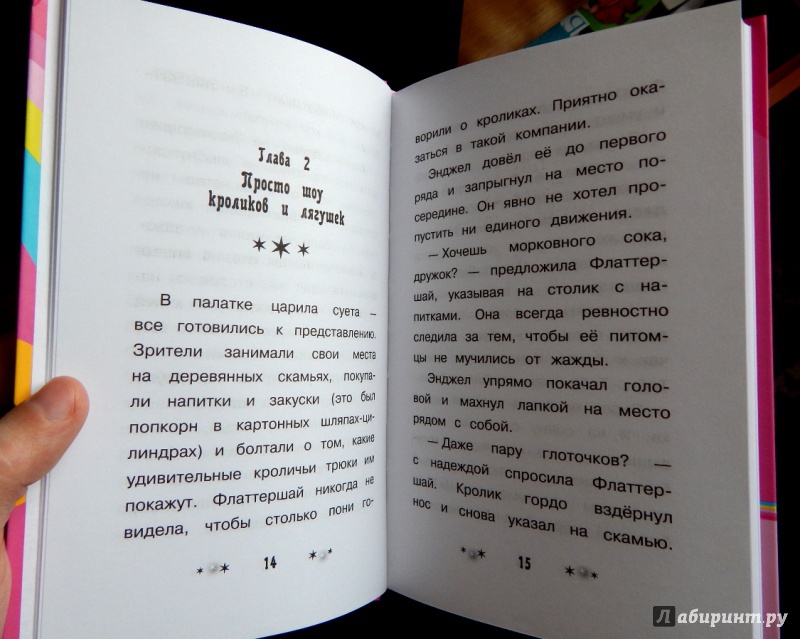 Глава 2
Просто шоу
кроликов и лягушек
В палатке царила суета —
все готовились к представлению.
Зрители занимали свои места
на деревянных скамьях, покупа-
ли напитки и закуски (это был
попкорн в картонных шляпах-ци-
линдрах) и болтали о том, какие
удивительные кроличьи трюки им
покажут. Флаттершай никогда не
видела, чтобы столько пони го-
14
ворили о кроликах. Приятно ока-
заться в такой компании.
Энджел довёл её до первого
ряда и запрыгнул на место по-
середине. Он явно не хотел про-
пустить ни единого движения.
— Хочешь морковного сока,
дружок? — предложила Флаттер-
шай, указывая на столик с на-
питками. Она всегда ревностно
следила за тем, чтобы её питом-
цы не мучились от жажды.
Энджел упрямо покачал голо-
вой и махнул лапкой на место
рядом с собой.
— Даже пару глоточков? —
с надеждой спросила Флаттер-
шай. Кролик гордо вздёрнул
нос и снова указал на скамью.
15
Лабиринт.ру